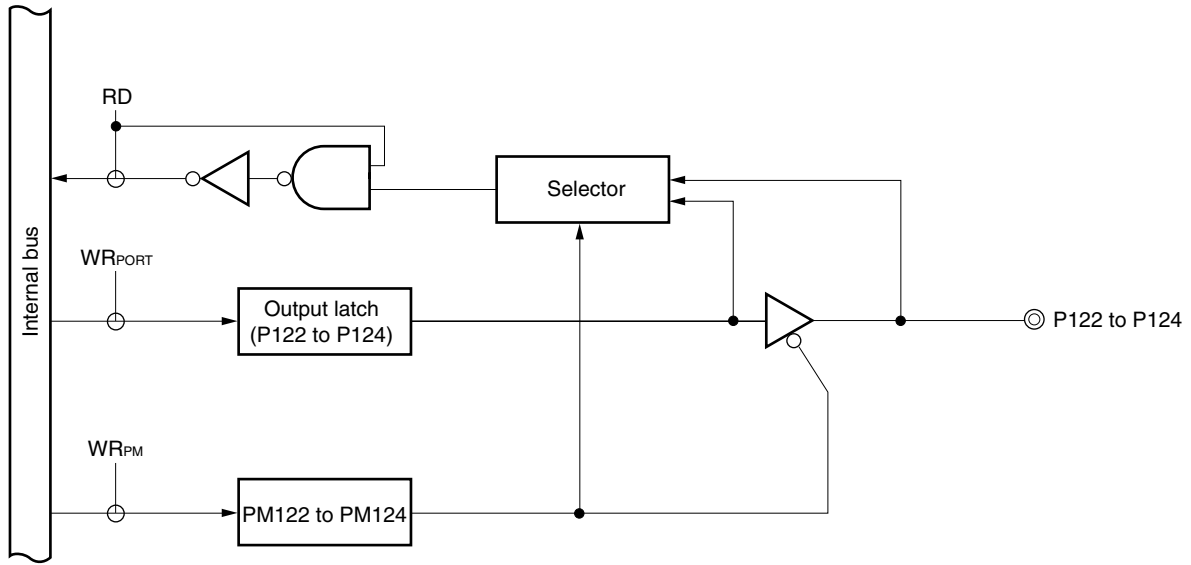 RD
Selector
Internal bus
WRPORT
Output latch
(P122 to P124)
P122 to P124
WRPM
PM122 to PM124